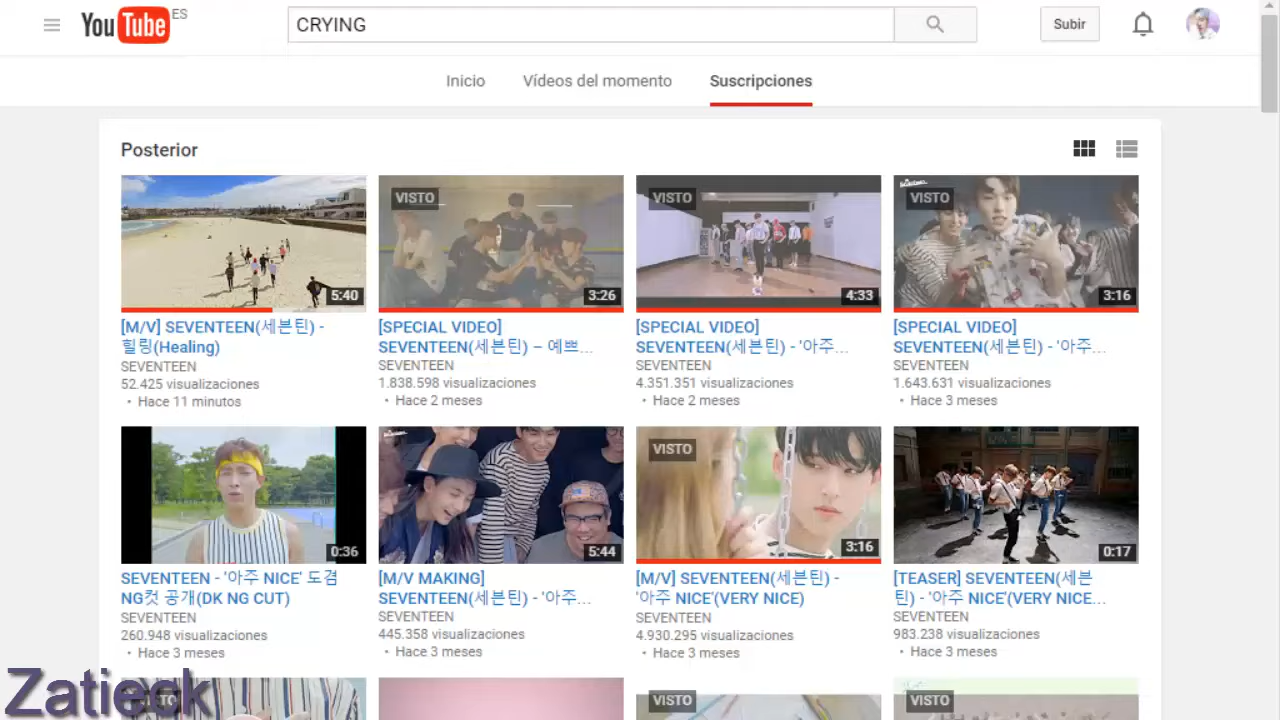 YouTube ES
CRYING
Subir
Inicio
Vídeos del momento
Suscripciones
Posterior
5:40
[M/V] SEVENTEEN(세븐틴) -
힐링(Healing)
SEVENTEEN
52.425 visualizaciones
• Hace 11 minutos
VISTO
3:26
[SPECIAL VIDEO]
SEVENTEEN(세븐틴) – 예쁘...
SEVENTEEN
1.838.598 visualizaciones
• Hace 2 meses
VISTO
4:33
[SPECIAL VIDEO]
SEVENTEEN(세븐틴) - '아주...
SEVENTEEN
4.351.351 visualizaciones
• Hace 2 meses
VISTO
3:16
[SPECIAL VIDEO]
SEVENTEEN(세븐틴) - '아주...
SEVENTEEN
1.643.631 visualizaciones
• Hace 3 meses
0:36
SEVENTEEN - '아주 NICE' 도겸
NG컷 공개(DK NG CUT)
SEVENTEEN
260.948 visualizaciones
• Hace 3 meses
5:44
[M/V MAKING]
SEVENTEEN(세븐틴) - '아주...
SEVENTEEN
445.358 visualizaciones
• Hace 3 meses
VISTO
3:16
[M/V] SEVENTEEN(세븐틴) -
'아주 NICE'(VERY NICE)
SEVENTEEN
4.930.295 visualizaciones
• Hace 3 meses
0:17
[TEASER] SEVENTEEN(세븐
틴) - '아주 NICE'(VERY NICE...
SEVENTEEN
983.238 visualizaciones
• Hace 3 meses
Zatieck
VISTO
VISTO